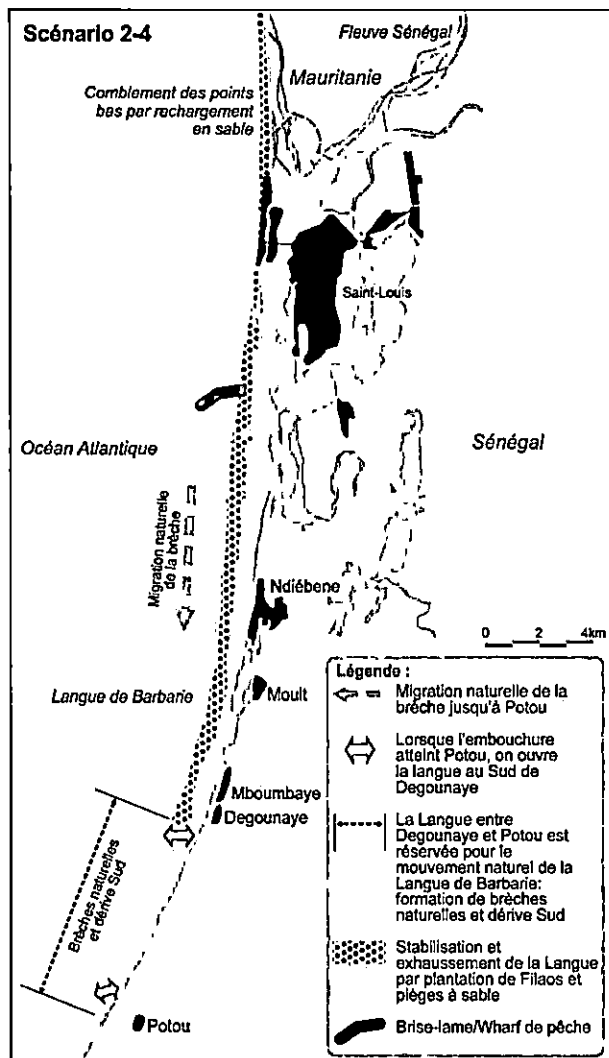 Scénario 2-4
Fleuve Sénégal
Mauritanie
Comblement des points
bas par rechargement
en sable
Saint-Louis
Océan Atlantique
Sénégal
Migration naturelle
de la brèche
Ndiébene
0 2 4km
Langue de Barbarie
Moult
Mboumbaye
Degounaye
Brèches naturelles
et dérive Sud
Potou
Légende :
Migration naturelle de la
brèche jusqu'à Potou
Lorsque l'embouchure
atteint Potou, on ouvre
la langue au Sud de
Degounaye
La Langue entre
Degounaye et Potou est
réservée pour le
mouvement naturel de la
Langue de Barbarie:
formation de brèches
naturelles et dérive Sud
Stabilisation et
exhaussement de la Langue
par plantation de Filaos et
pièges à sable
Brise-lame/Wharf de pêche